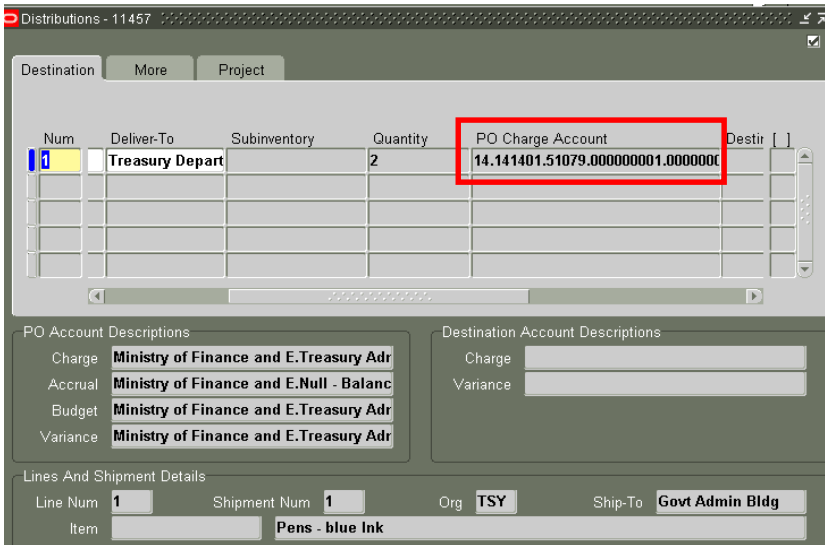 Distributions - 11457
Destination More Project
Num Deliver-To Subinventory Quantity PO Charge Account Destir [ ]
1 Treasury Depart 2 14.141401.51079.000000001.0000000
PO Account Descriptions Destination Account Descriptions
Charge Ministry of Finance and E.Treasury Adr Charge
Accrual Ministry of Finance and E.Null - Balanc Variance
Budget Ministry of Finance and E.Treasury Adr
Variance Ministry of Finance and E.Treasury Adr
Lines And Shipment Details
Line Num 1 Shipment Num 1 Org TSY Ship-To Govt Admin Bldg
Item Pens - blue Ink